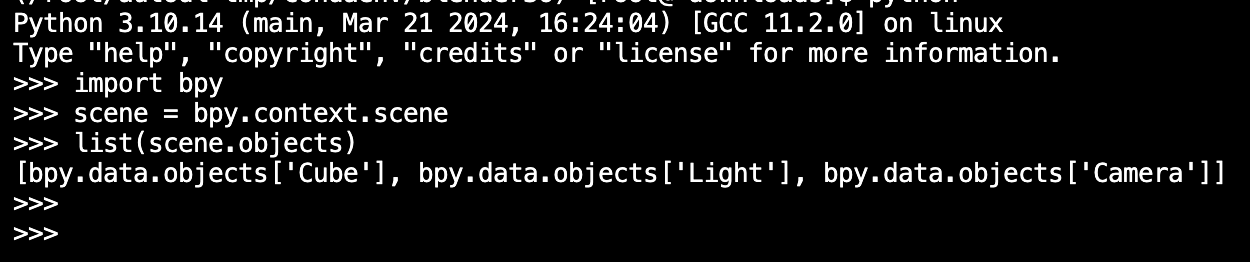 Python 3.10.14 (main, Mar 21 2024, 16:24:04) [GCC 11.2.0] on linux
Type "help", "copyright", "credits" or "license" for more information.
>>> import bpy
>>> scene = bpy.context.scene
>>> list(scene.objects)
[bpy.data.objects['Cube'], bpy.data.objects['Light'], bpy.data.objects['Camera']]
>>>
>>>